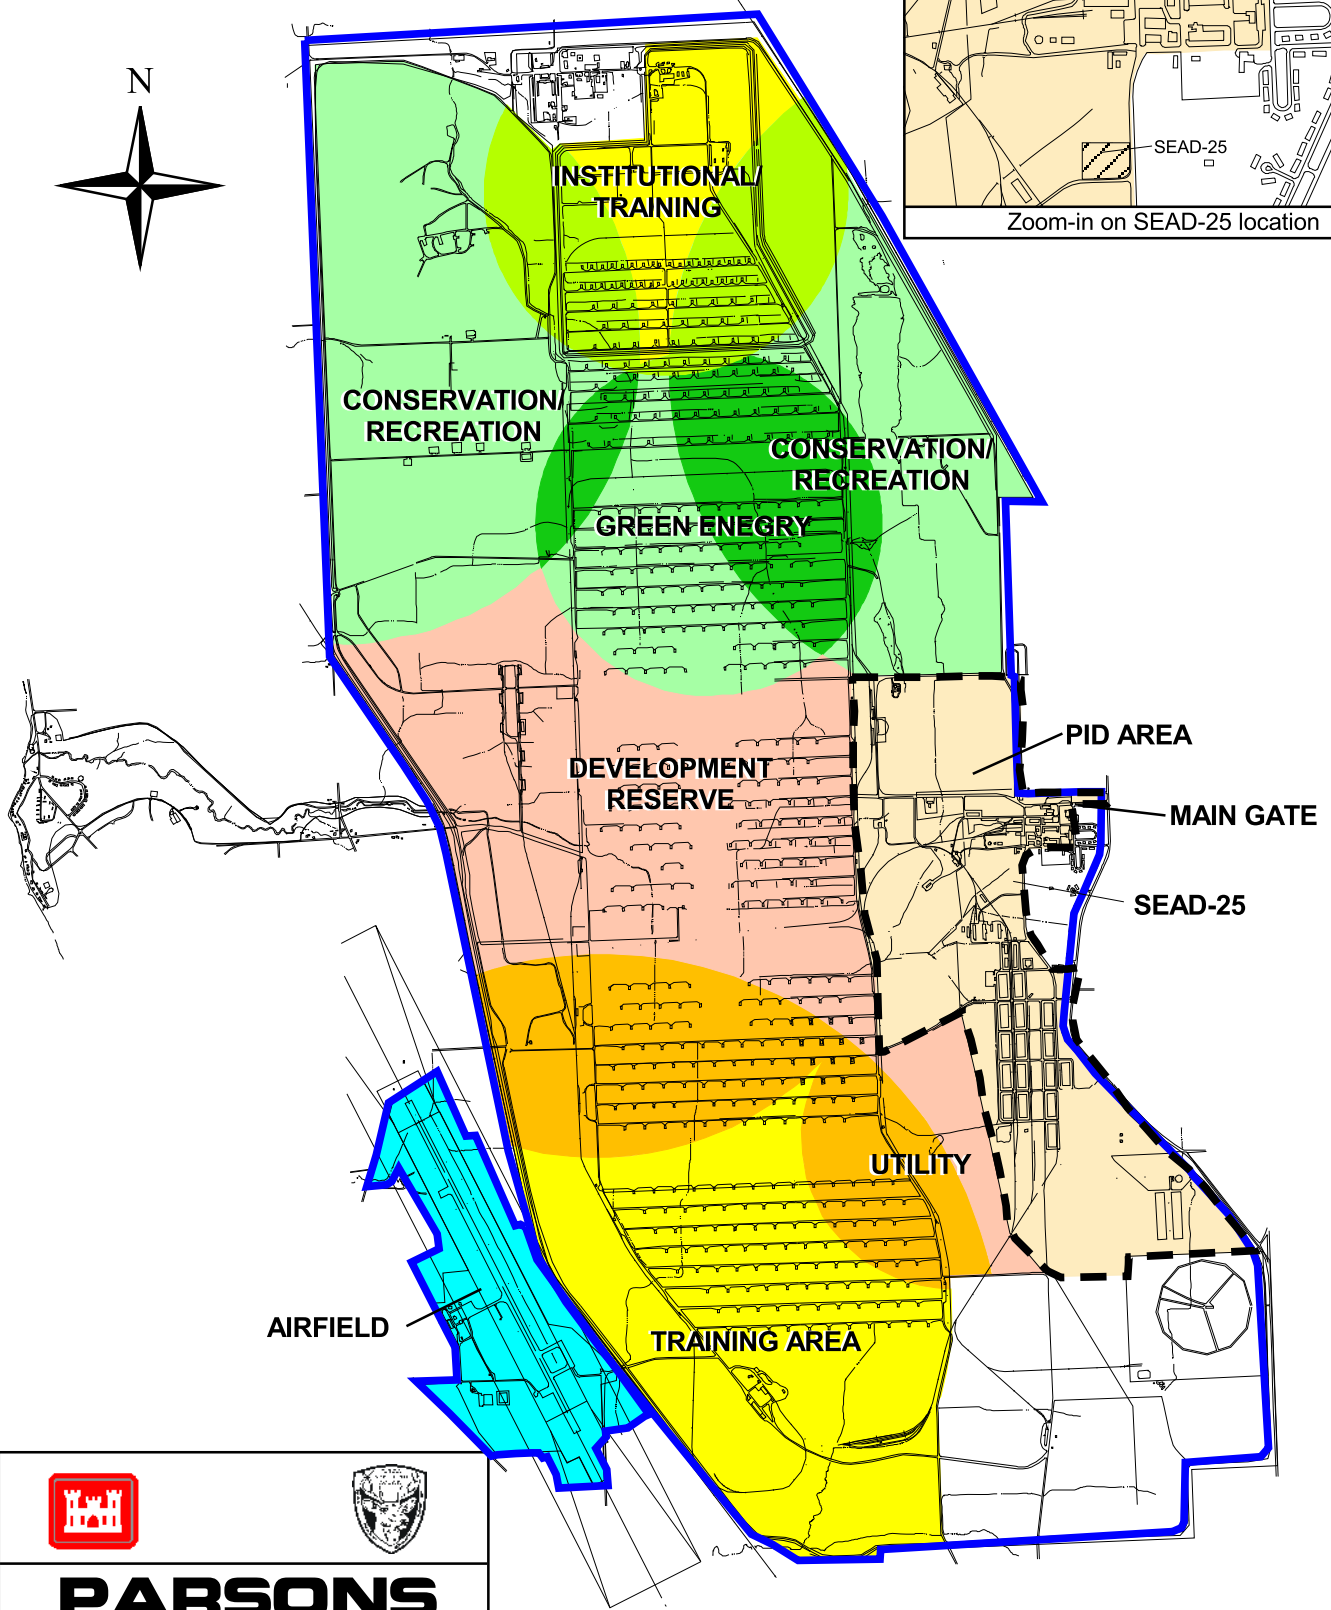 N
SEAD-25
Zoom-in on SEAD-25 location
INSTITUTIONAL/
TRAINING
CONSERVATION/
RECREATION
CONSERVATION/
RECREATION
GREEN ENEGRY
PID AREA
DEVELOPMENT
RESERVE
MAIN GATE
SEAD-25
UTILITY
AIRFIELD
TRAINING AREA
PARSONS